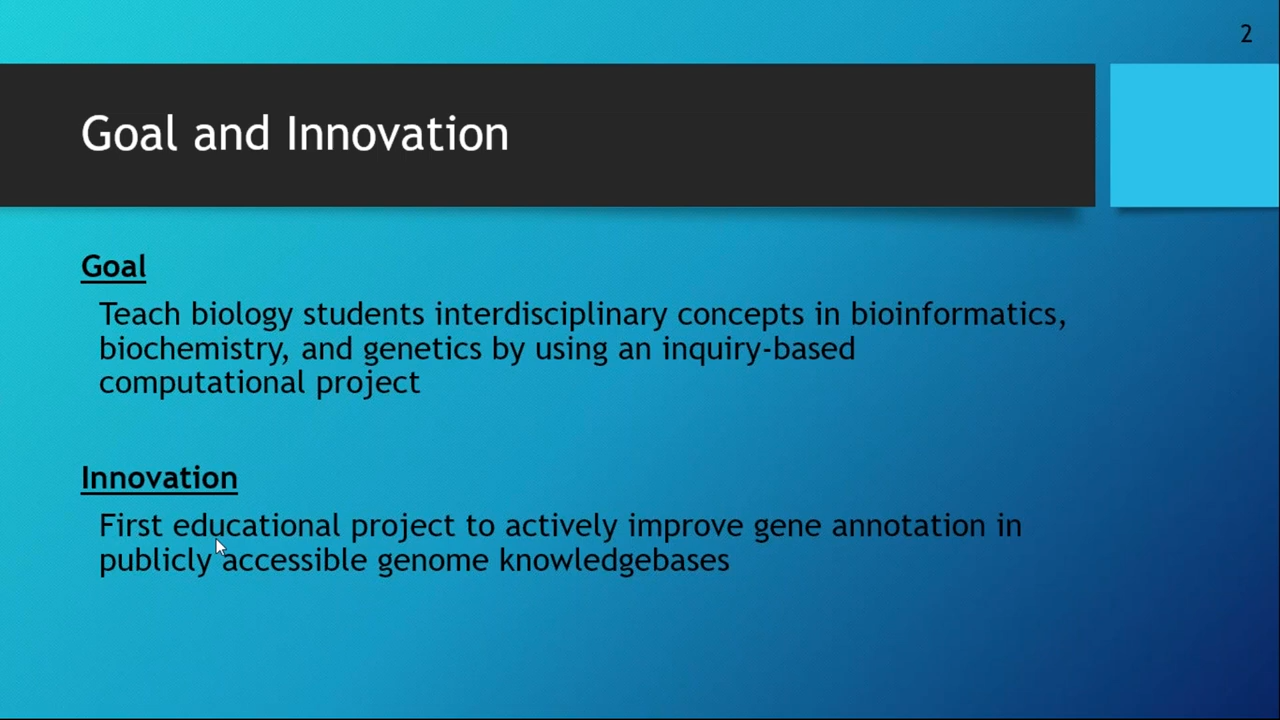 2
Goal and Innovation
Goal
Teach biology students interdisciplinary concepts in bioinformatics,
biochemistry, and genetics by using an inquiry-based
computational project
Innovation
First educational project to actively improve gene annotation in
publicly accessible genome knowledgebases